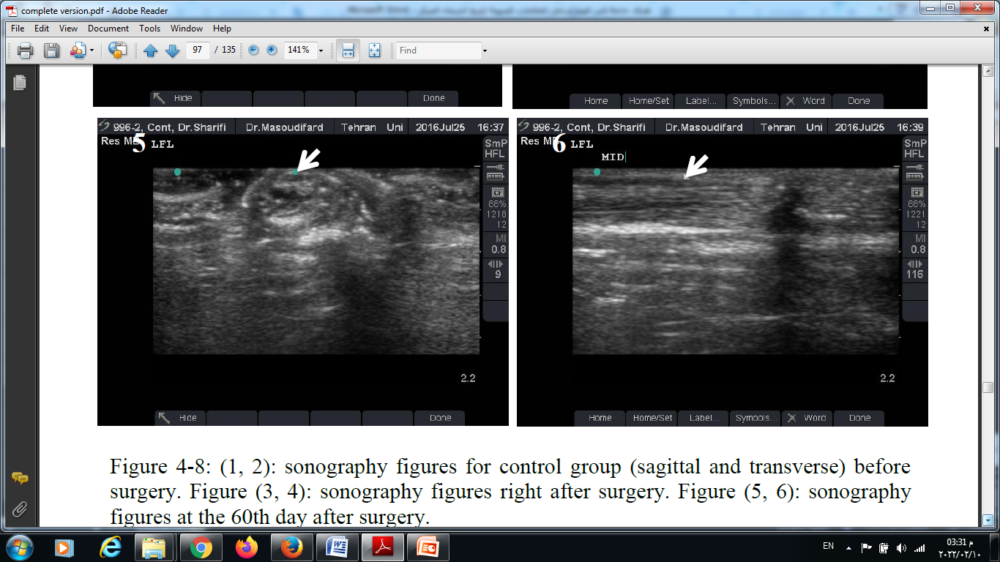 complete version.pdf - Adobe Reader
File Edit View Document Tools Window Help
97 / 135 141% Find
Hide Done
Home Home/Set Label... Symbols... Word Done
996-2, Cont, Dr.Sharifi Dr.Masoudifard Tehran Uni 2016Jul25 16:37
Res
5 LFL
SmP
HFL
CF
88%
1218
12
MI
0.8
9
2.2
Hide Done
996-2, Cont, Dr.Sharifi Dr.Masoudifard Tehran Uni 2016Jul25 16:39
Res
6 LFL
MID
SmP
HFL
CF
88%
1221
12
MI
0.8
116
2.2
Home Home/Set Label... Symbols... Word Done
Figure 4-8: (1, 2): sonography figures for control group (sagittal and transverse) before
surgery. Figure (3, 4): sonography figures right after surgery. Figure (5, 6): sonography
figures at the 60th day after surgery.
EN
03:31 م
٢٠٢٢/٠٢/١٠